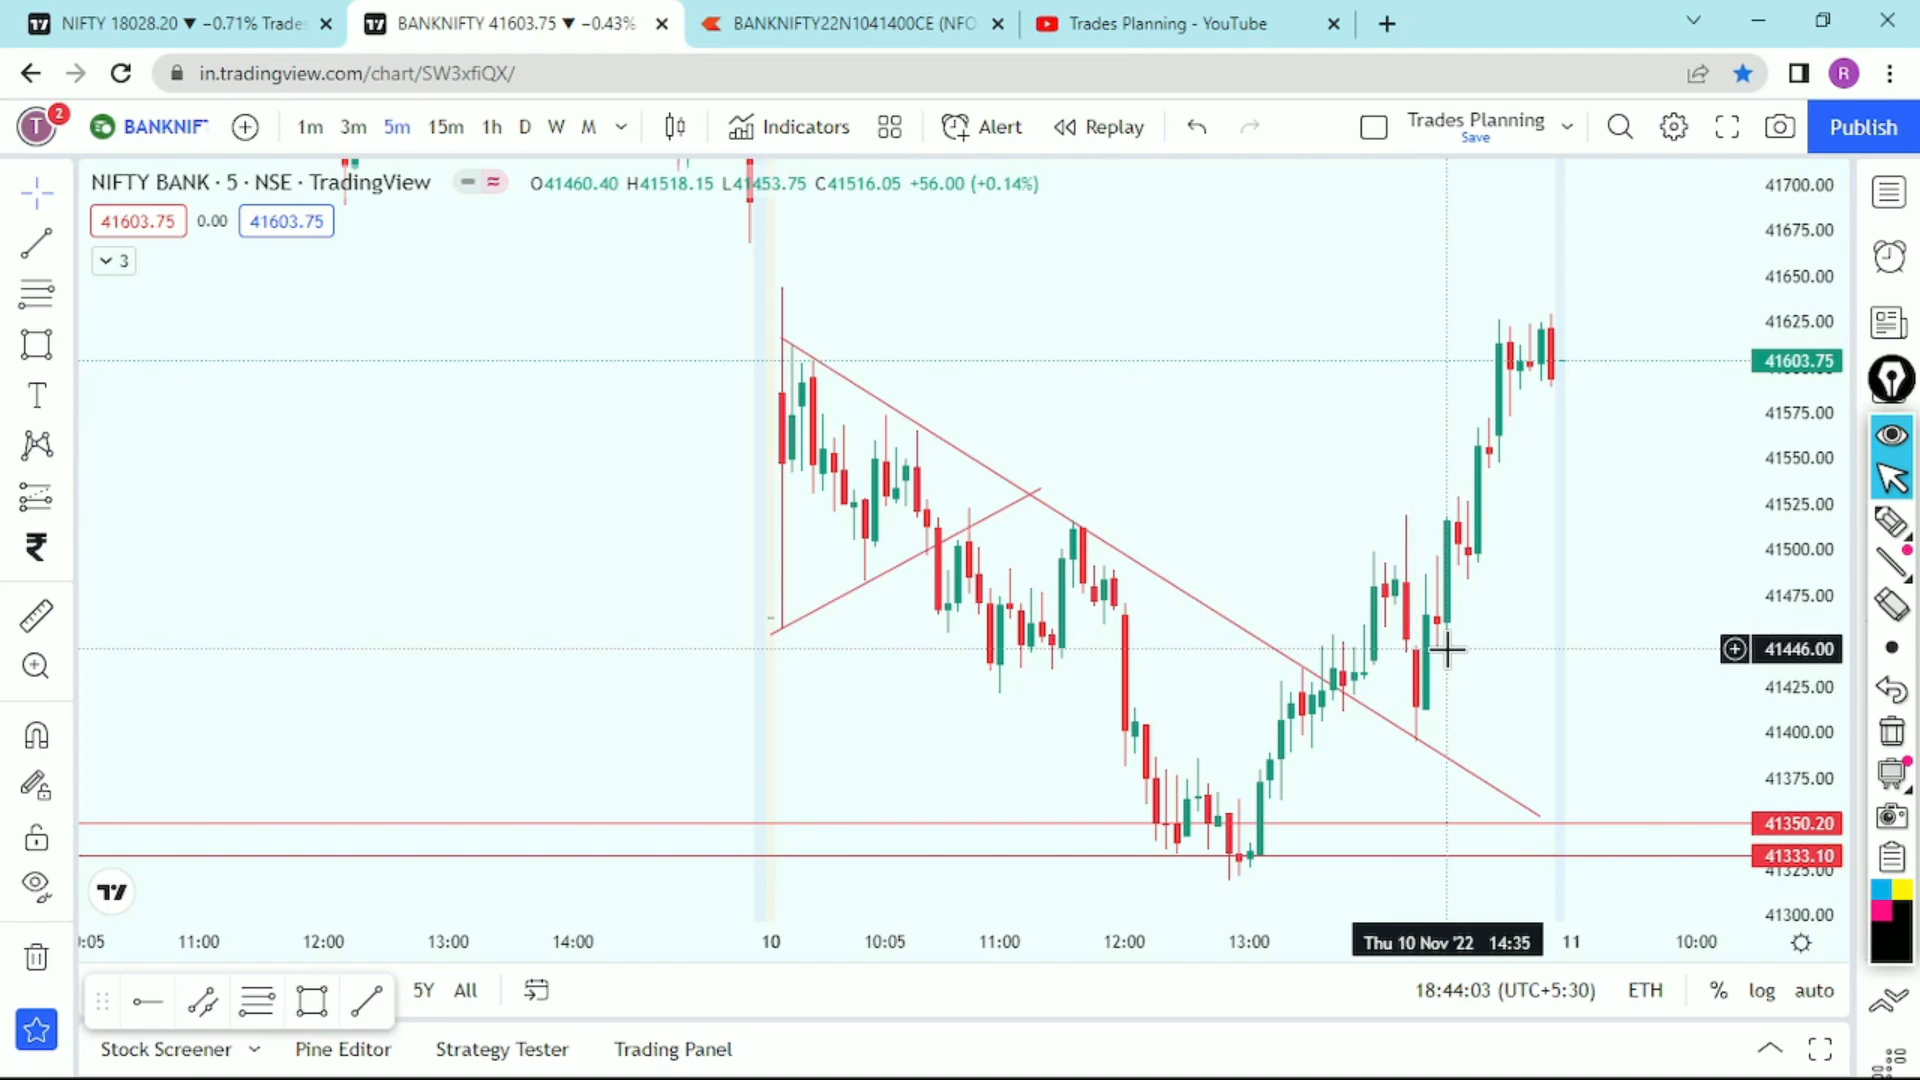 NIFTY 18028.20 ▼ −0.71% Trade
BANKNIFTY 41603.75 ▼ −0.43%
BANKNIFTY22N1041400CE (NFO
Trades Planning - YouTube
in.tradingview.com/chart/SW3xfiQX/
R
T
2
BANKNIF
1m 3m 5m 15m 1h D W M
Indicators
Alert
Replay
Trades Planning
Save
Publish
NIFTY BANK · 5 · NSE · TradingView
O41460.40 H41518.15 L41453.75 C41516.05 +56.00 (+0.14%)
41603.75 0.00 41603.75
3
41700.00
41675.00
41650.00
41625.00
41603.75
41575.00
41550.00
41525.00
41500.00
41475.00
41446.00
41425.00
41400.00
41375.00
41350.20
41333.10
41325.00
41300.00
:05 11:00 12:00 13:00 14:00 10 10:05 11:00 12:00 13:00 Thu 10 Nov '22 14:35 11 10:00
5Y All
18:44:03 (UTC+5:30) ETH % log auto
Stock Screener Pine Editor Strategy Tester Trading Panel